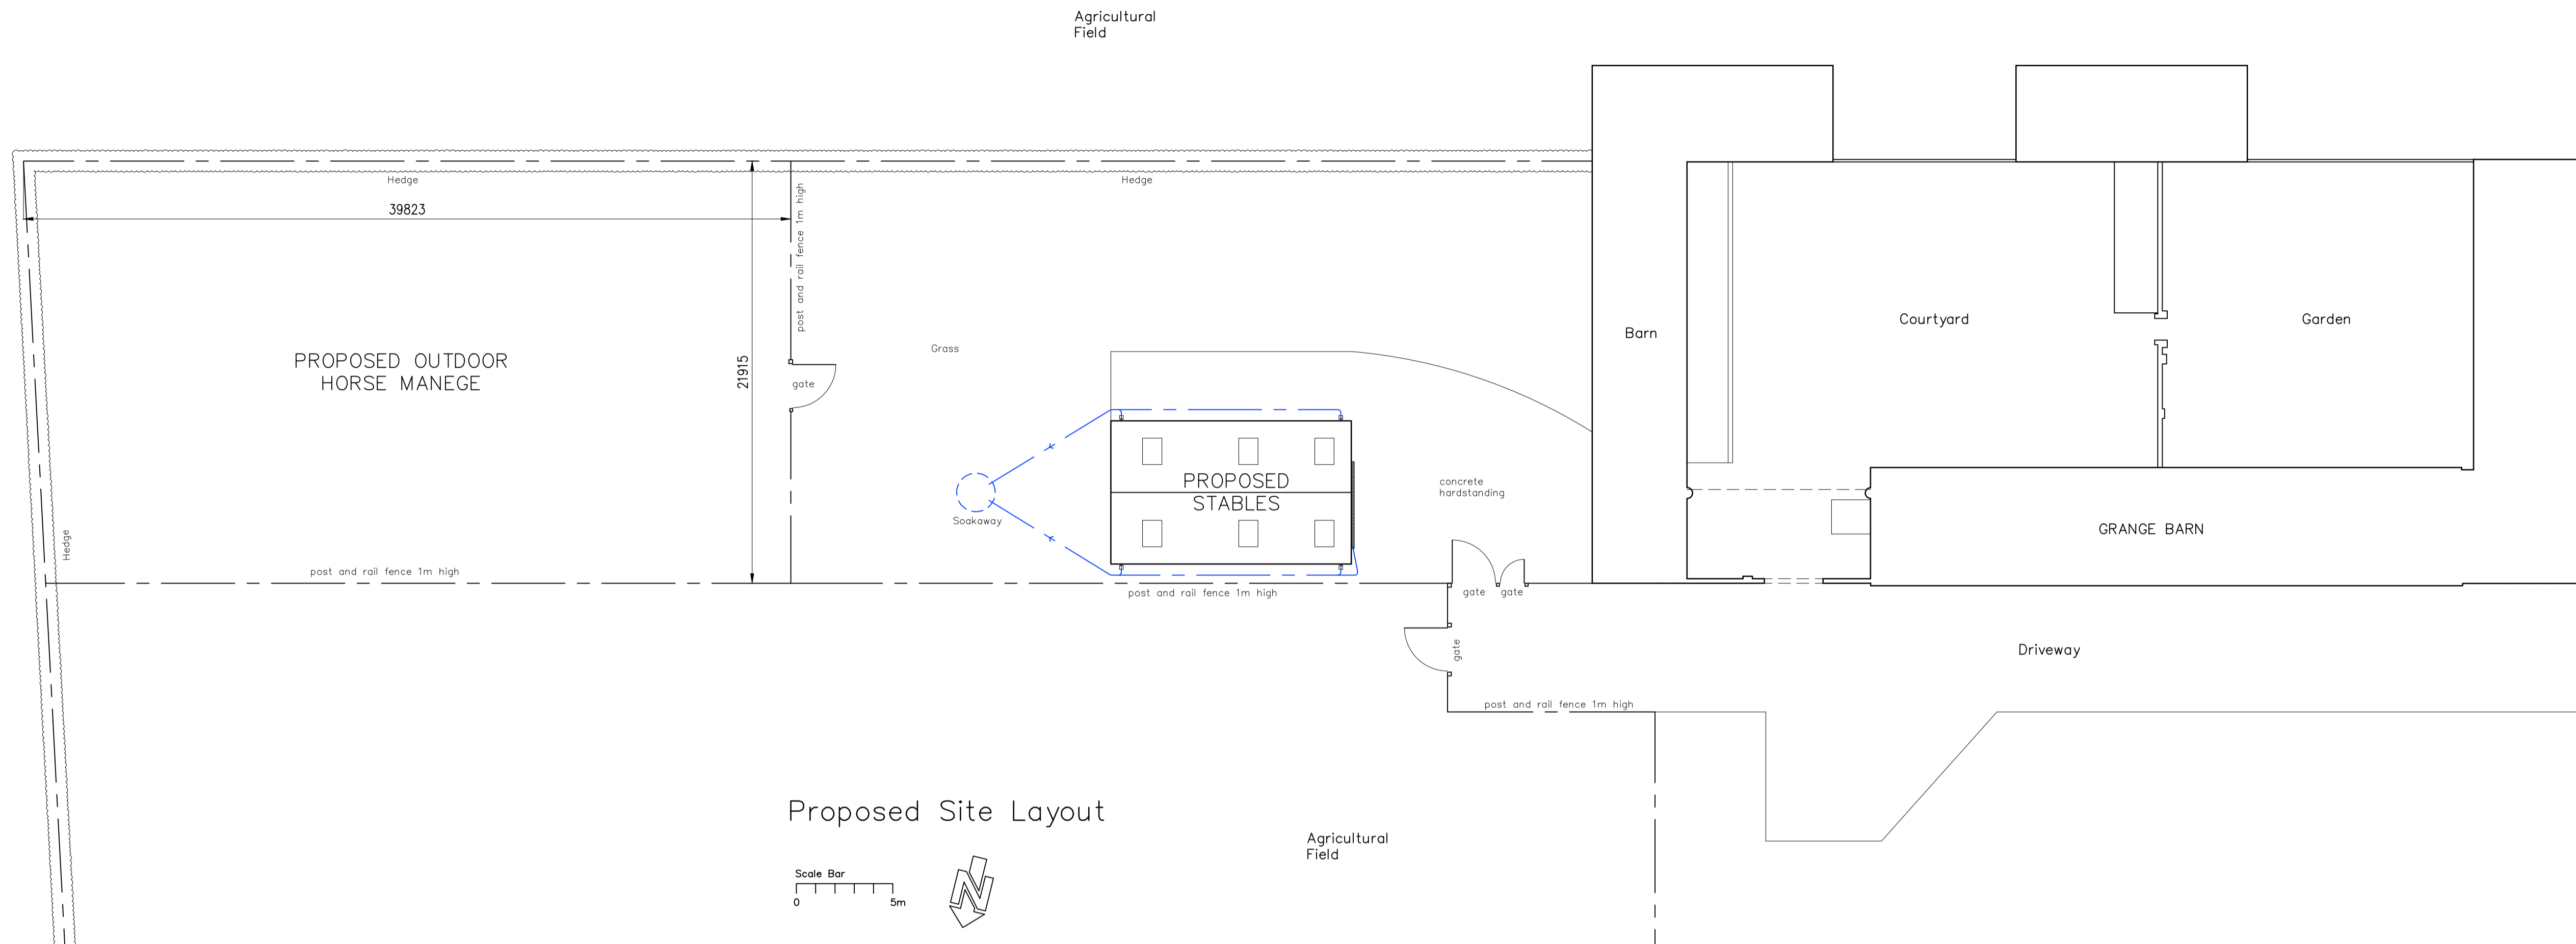 Agricultural
Field
Hedge
Hedge
39823
post and rail fence 1m high
Barn
Courtyard
Garden
Grass
PROPOSED OUTDOOR
HORSE MANEGE
21915
gate
PROPOSED
STABLES
concrete
hardstanding
Soakaway
GRANGE BARN
Hedge
post and rail fence 1m high
post and rail fence 1m high
gate
gate
gate
Driveway
post and rail fence 1m high
Proposed Site Layout
Agricultural
Field
Scale Bar
0
5m
N